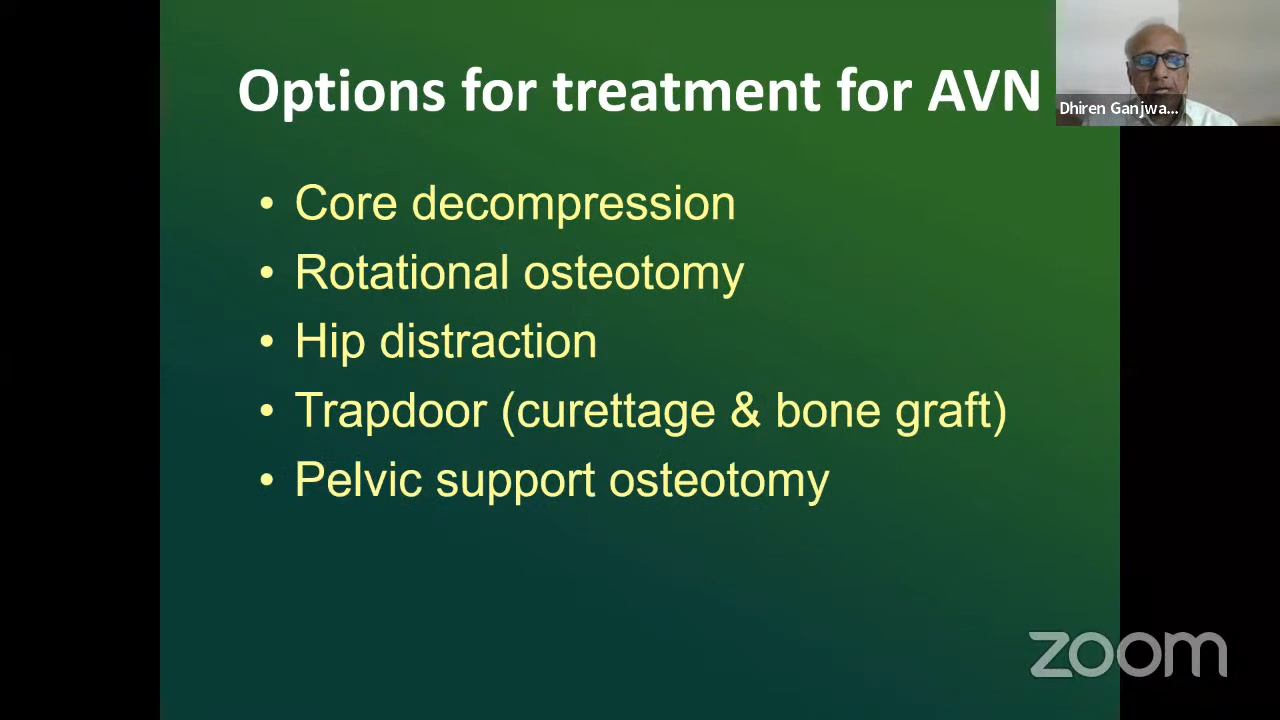 Options for treatment for AVN
Dhiren Ganjwa...
• Core decompression
• Rotational osteotomy
• Hip distraction
• Trapdoor (curettage & bone graft)
• Pelvic support osteotomy
zoom